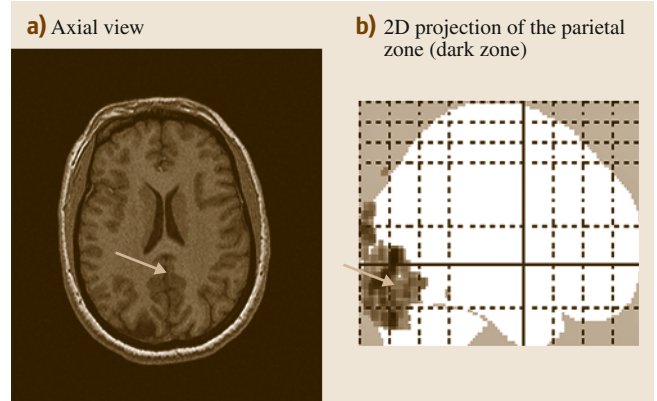 a) Axial view
b) 2D projection of the parietal
zone (dark zone)